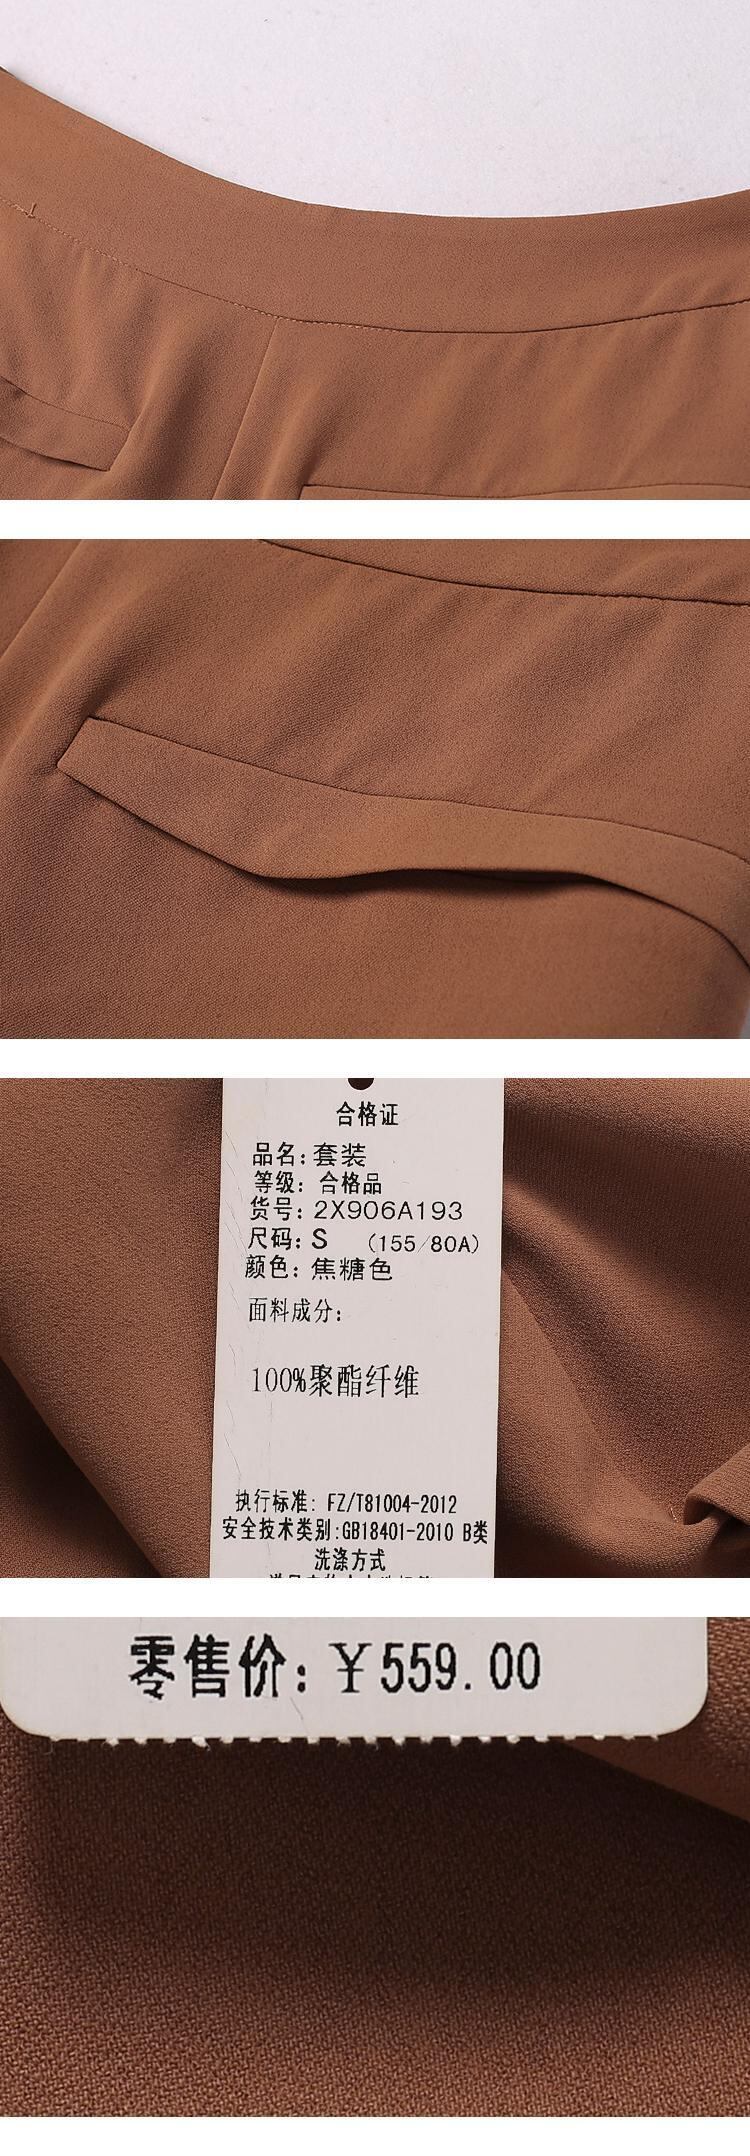 合格证
品名:套装
等级: 合格品
货号:2X906A193
尺码:S (155/80A)
颜色:焦糖色
面料成分:
100%聚酯纤维
执行标准: FZ/T81004-2012
安全技术类别:GB18401-2010 B类
洗涤方式
零售价:￥559.00